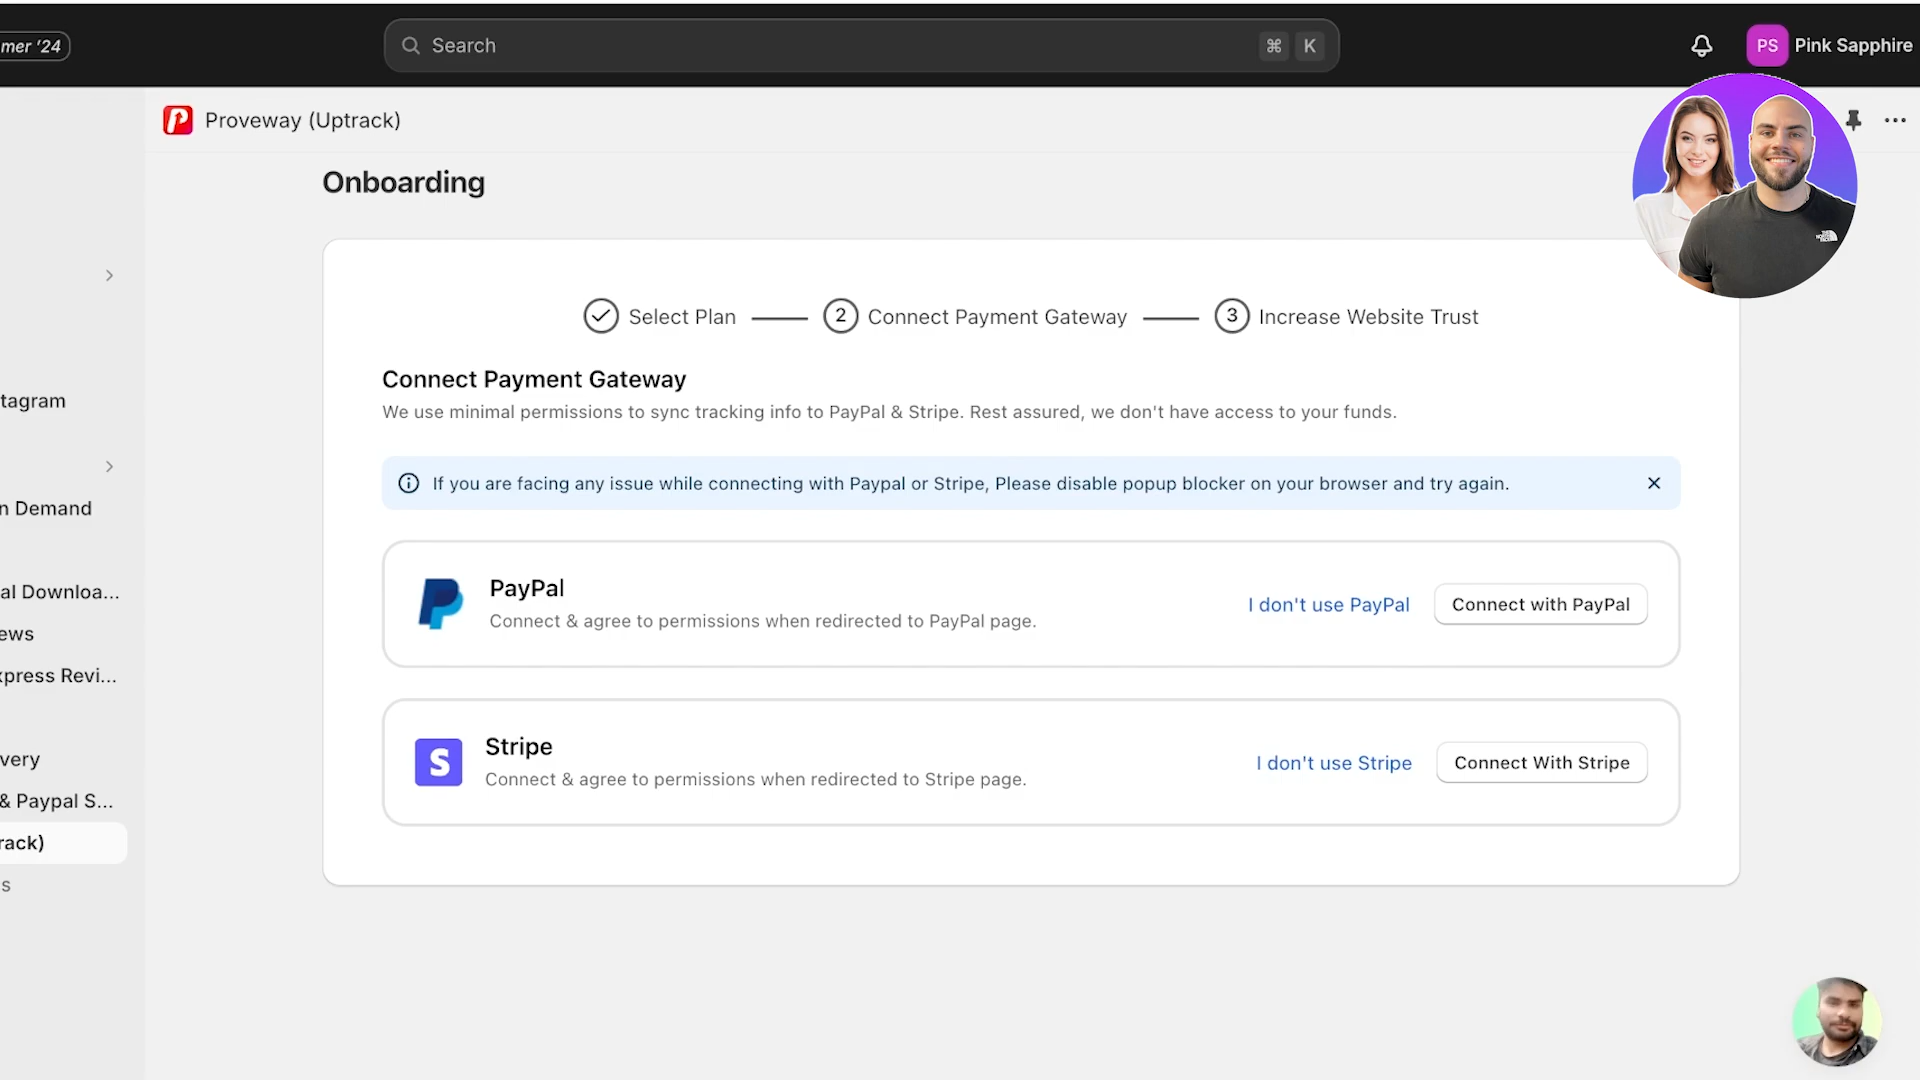 mer '24
Search
⌘ K
PS Pink Sapphire
Proveway (Uptrack)
Onboarding
Select Plan
2 Connect Payment Gateway
3 Increase Website Trust
Connect Payment Gateway
We use minimal permissions to sync tracking info to PayPal & Stripe. Rest assured, we don't have access to your funds.
If you are facing any issue while connecting with Paypal or Stripe, Please disable popup blocker on your browser and try again.
PayPal
Connect & agree to permissions when redirected to PayPal page.
I don't use PayPal
Connect with PayPal
S
Stripe
Connect & agree to permissions when redirected to Stripe page.
I don't use Stripe
Connect With Stripe
tagram
n Demand
al Downloa...
ews
xpress Revi...
very
& Paypal S...
rack)
s
THE NORTH FACE